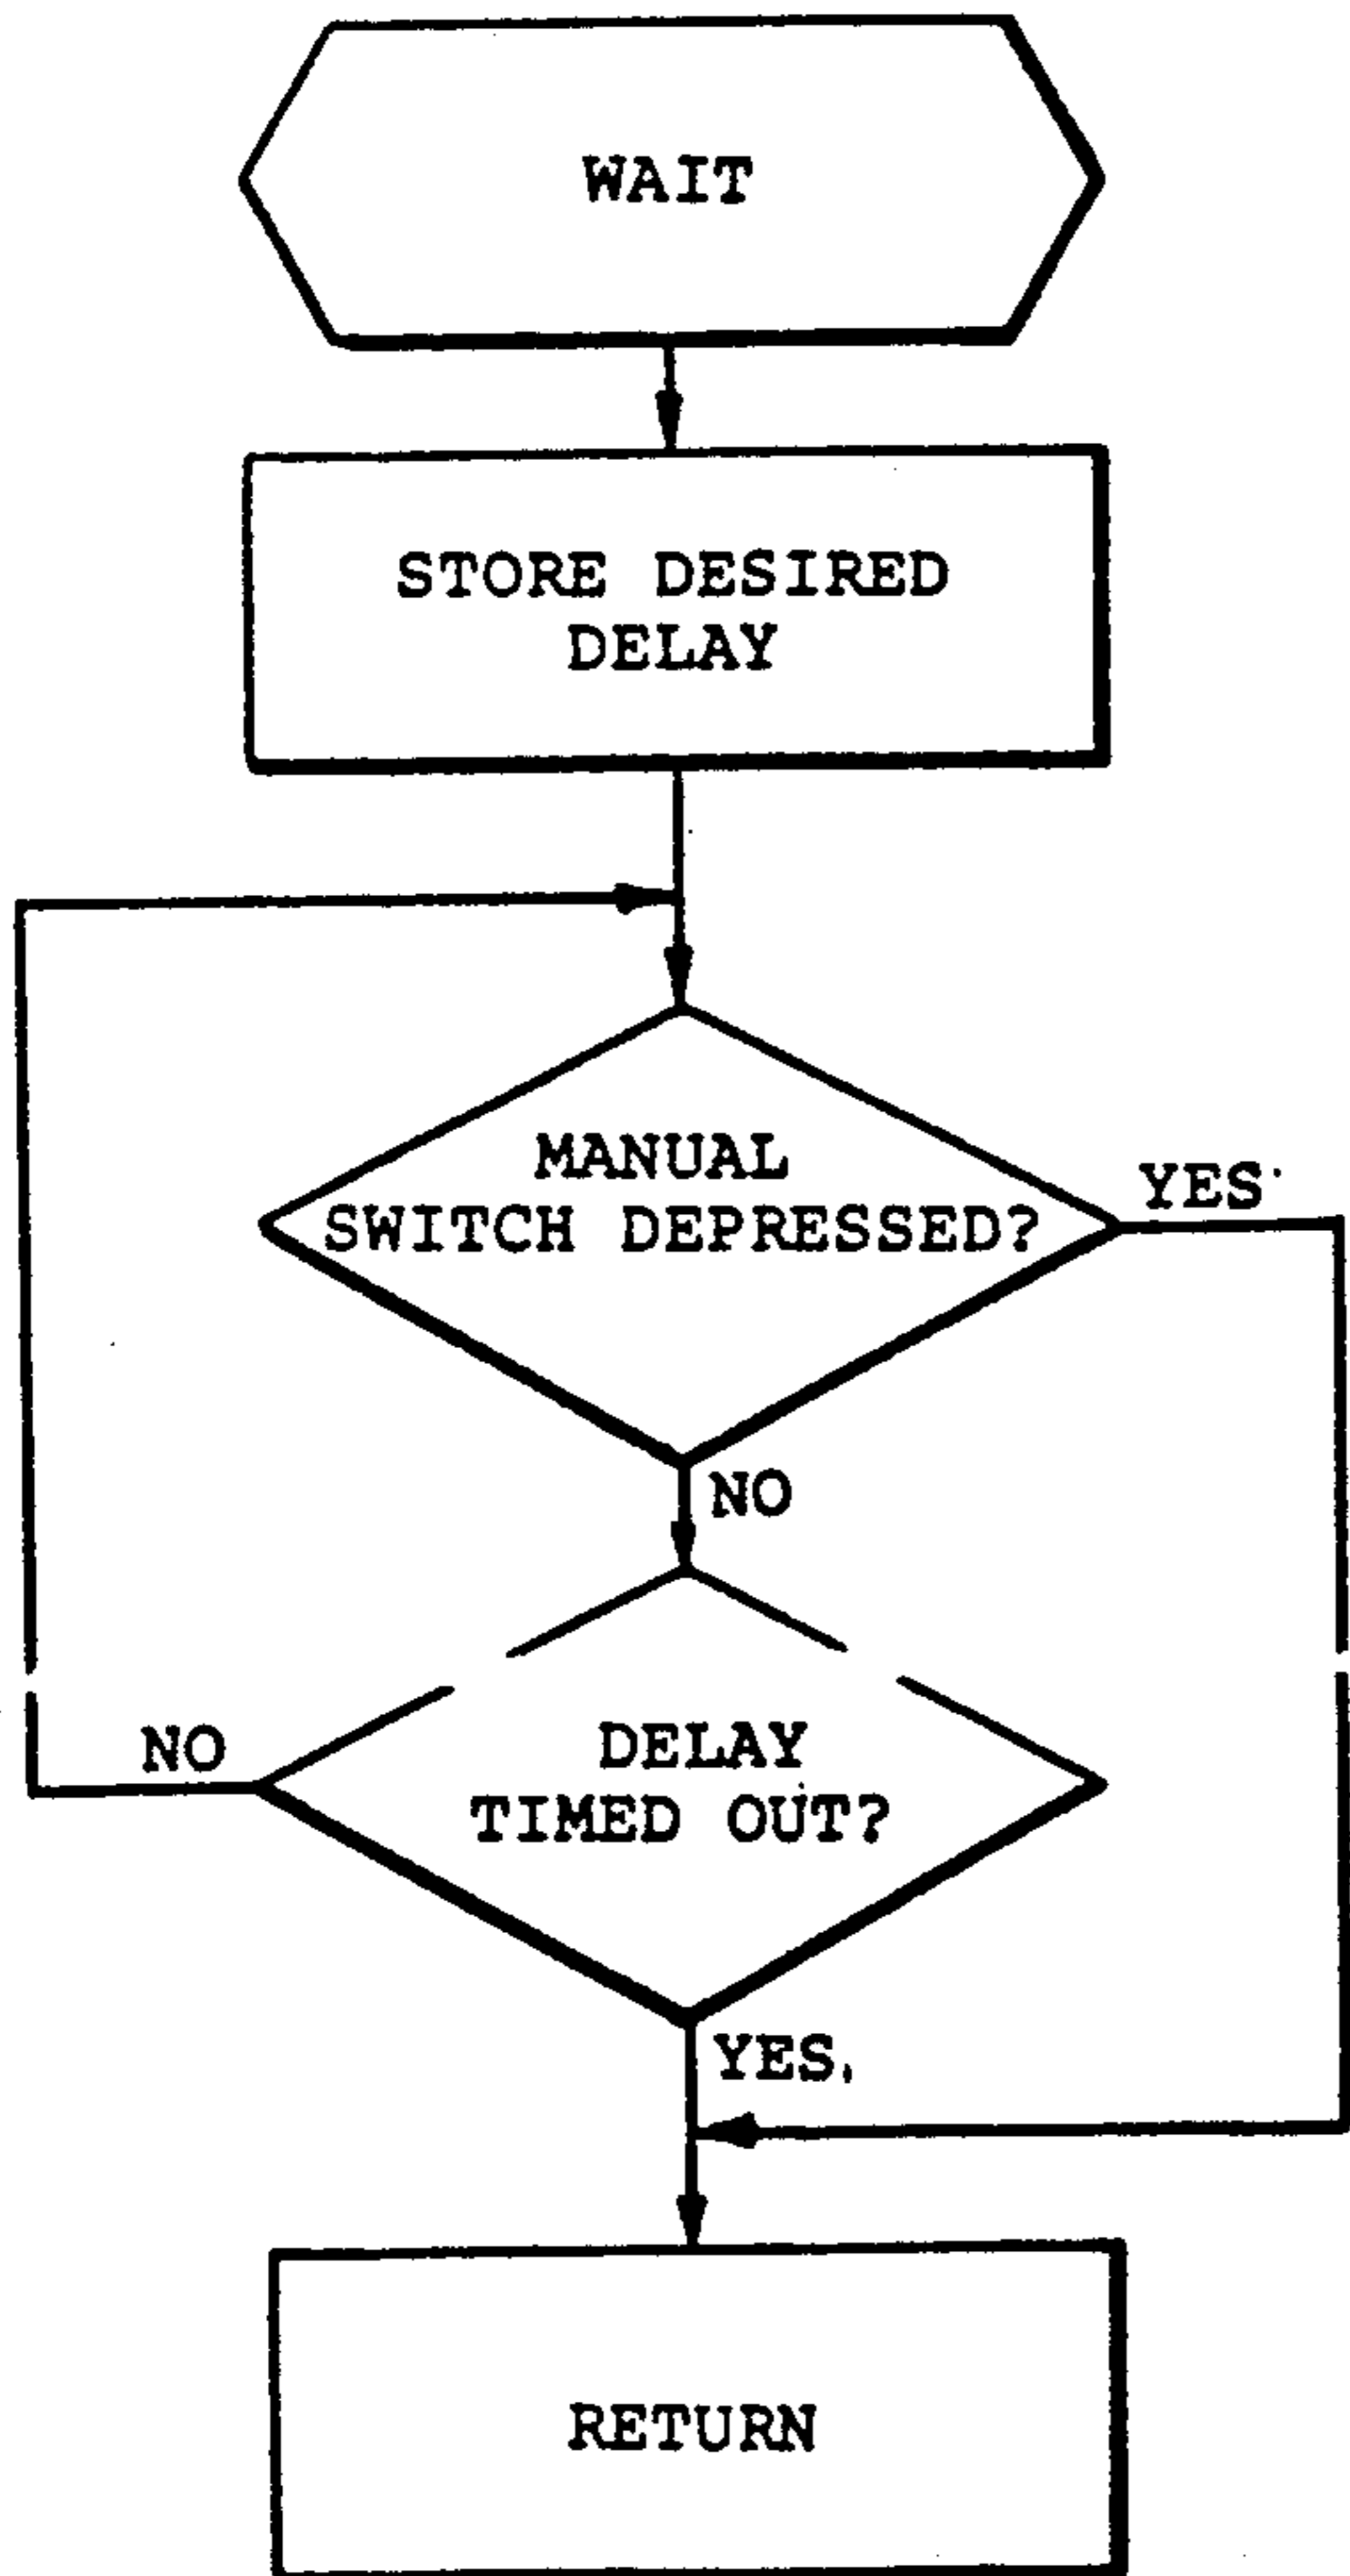 WAIT
STORE DESIRED
DELAY
MANUAL
SWITCH DEPRESSED?
YES
NO
DELAY
TIMED OUT?
NO
YES
RETURN